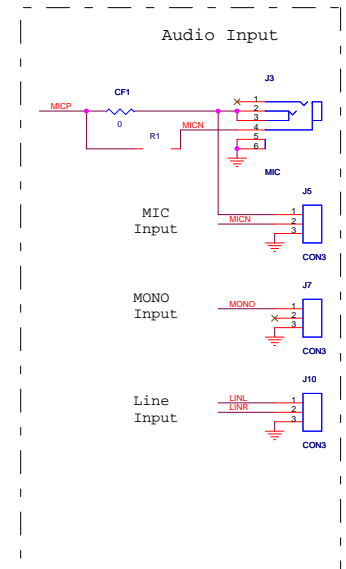 Audio Input
J3
CF1
MICP
0
R1
MICN
1
2
3
4
5
6
MIC
J5
MIC
Input
MICN
1
2
3
CON3
J7
MONO
Input
MONO
1
2
3
CON3
J10
Line
Input
LINL
LINR
1
2
3
CON3